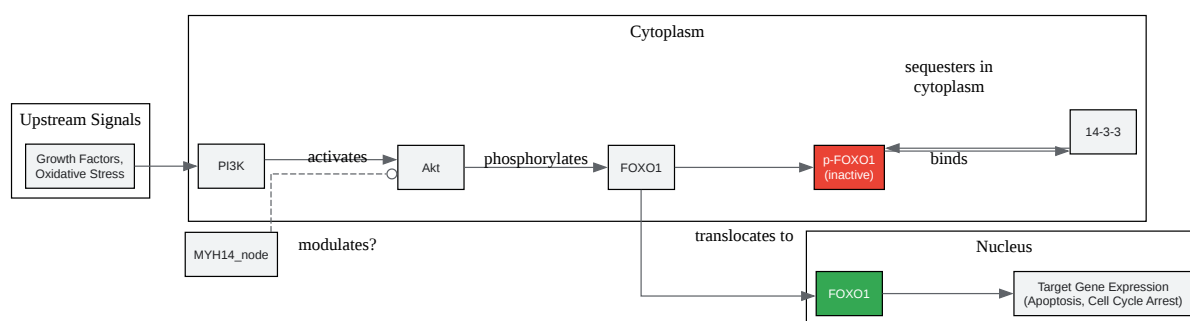 Cytoplasm
sequesters in
cytoplasm
Upstream Signals
Growth Factors,
Oxidative Stress
PI3K
activates
Akt
phosphorylates
FOXO1
p-FOXO1
(inactive)
binds
14-3-3
MYH14_node
modulates?
translocates to
Nucleus
FOXO1
Target Gene Expression
(Apoptosis, Cell Cycle Arrest)